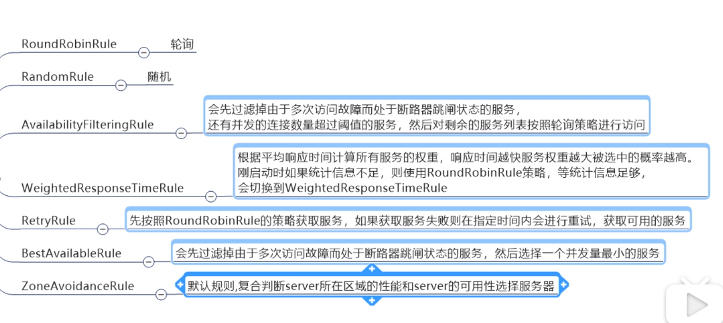 RoundRobinRule 轮询
RandomRule 随机
AvailabilityFilteringRule
会先过滤掉由于多次访问故障而处于断路器跳闸状态的服务，
还有并发的连接数量超过阈值的服务，然后对剩余的服务列表按照轮询策略进行访问
WeightedResponseTimeRule
根据平均响应时间计算所有服务的权重，响应时间越快服务权重越大被选中的概率越高。
刚启动时如果统计信息不足，则使用RoundRobinRule策略，等统计信息足够，
会切换到WeightedResponseTimeRule
RetryRule 先按照RoundRobinRule的策略获取服务，如果获取服务失败则在指定时间内会进行重试，获取可用的服务
BestAvailableRule 会先过滤掉由于多次访问故障而处于断路器跳闸状态的服务，然后选择一个并发量最小的服务
ZoneAvoidanceRule 默认规则,复合判断server所在区域的性能和server的可用性选择服务器